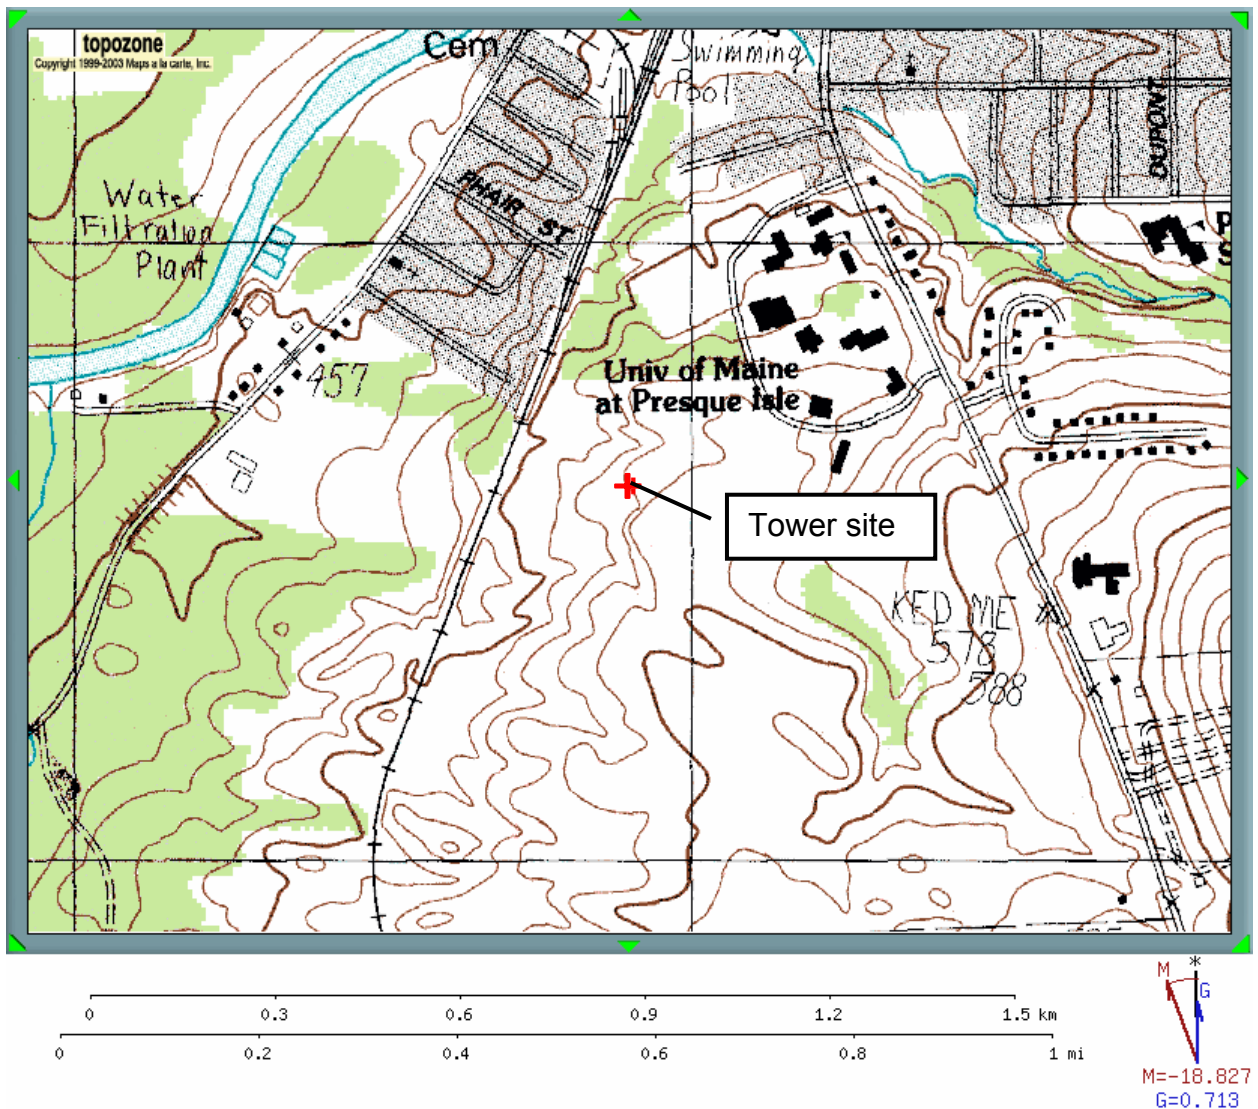 topozone
Copyright 1999-2003 Maps a la carte, Inc.
Cem
Swimming
Pool
DUPONT
Water
Filtration
Plant
PHAIR ST
P
S
457
Univ of Maine
at Presque Isle
Tower site
KED ME
578
588
0 0.3 0.6 0.9 1.2 1.5 km
0 0.2 0.4 0.6 0.8 1 mi
*
M
G
M=-18.827
G=0.713